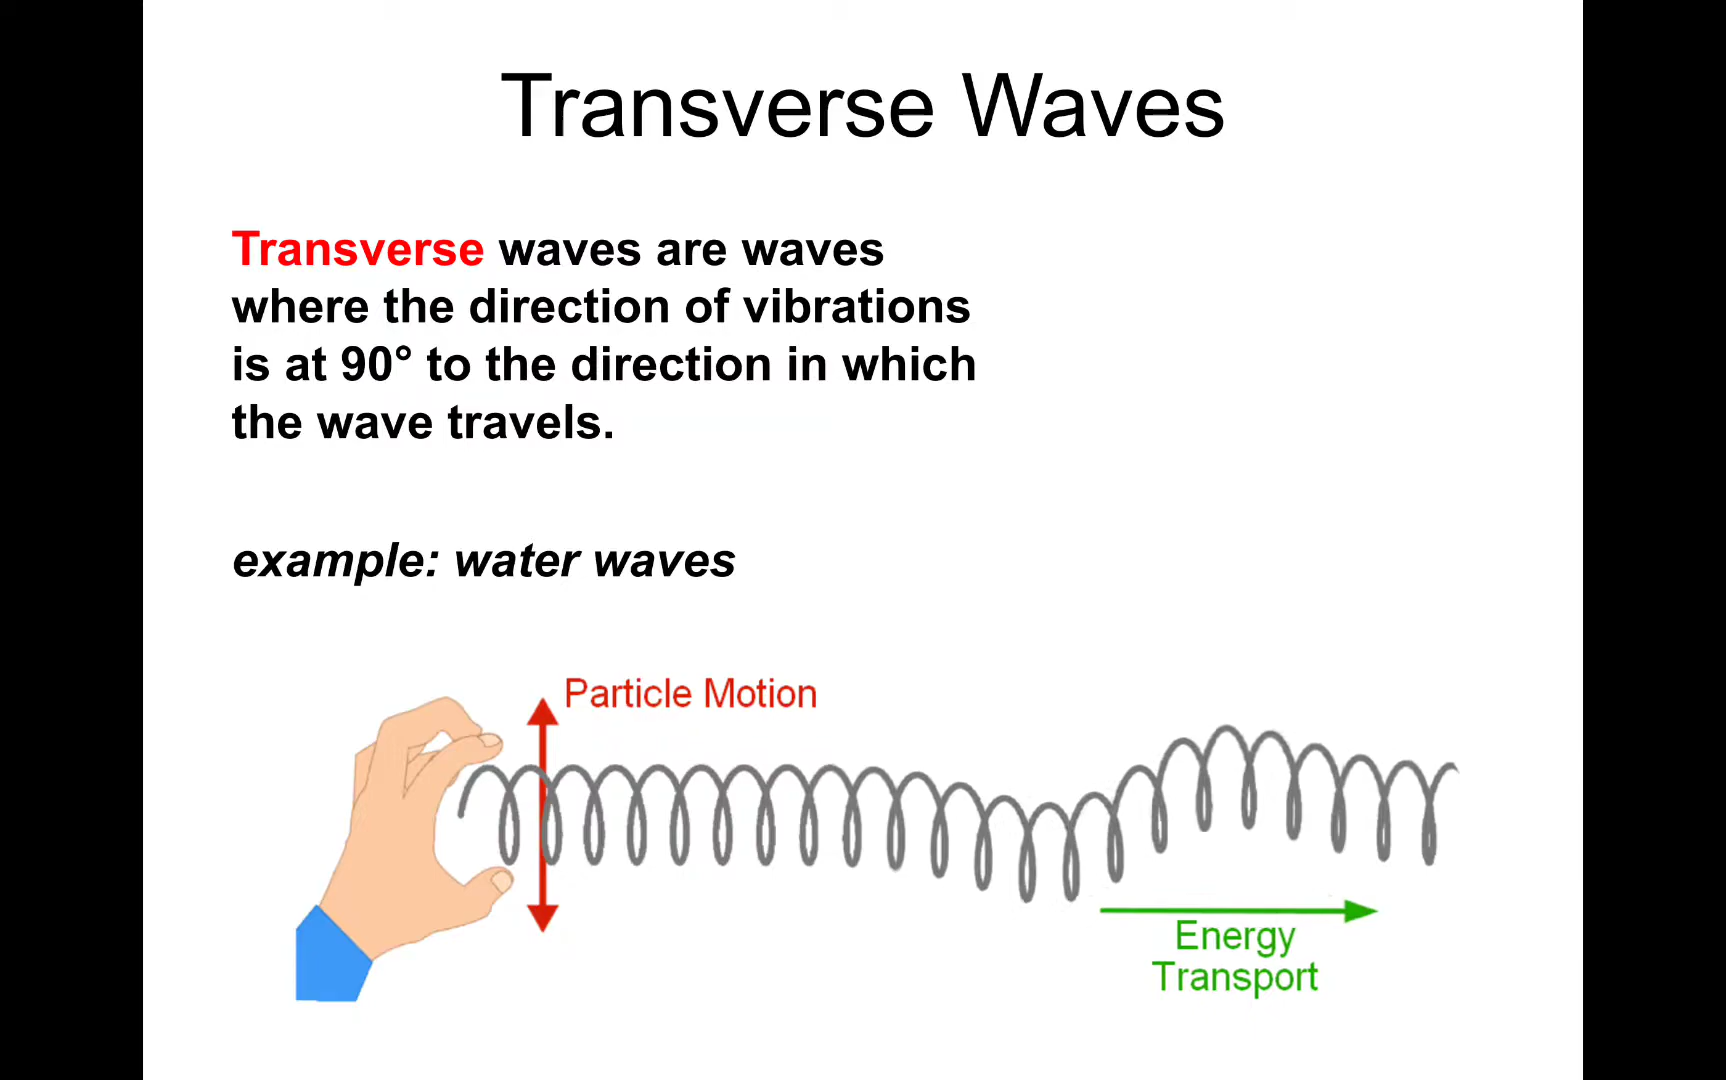 Transverse Waves
Transverse waves are waves
where the direction of vibrations
is at 90° to the direction in which
the wave travels.
example: water waves
Particle Motion
Energy
Transport